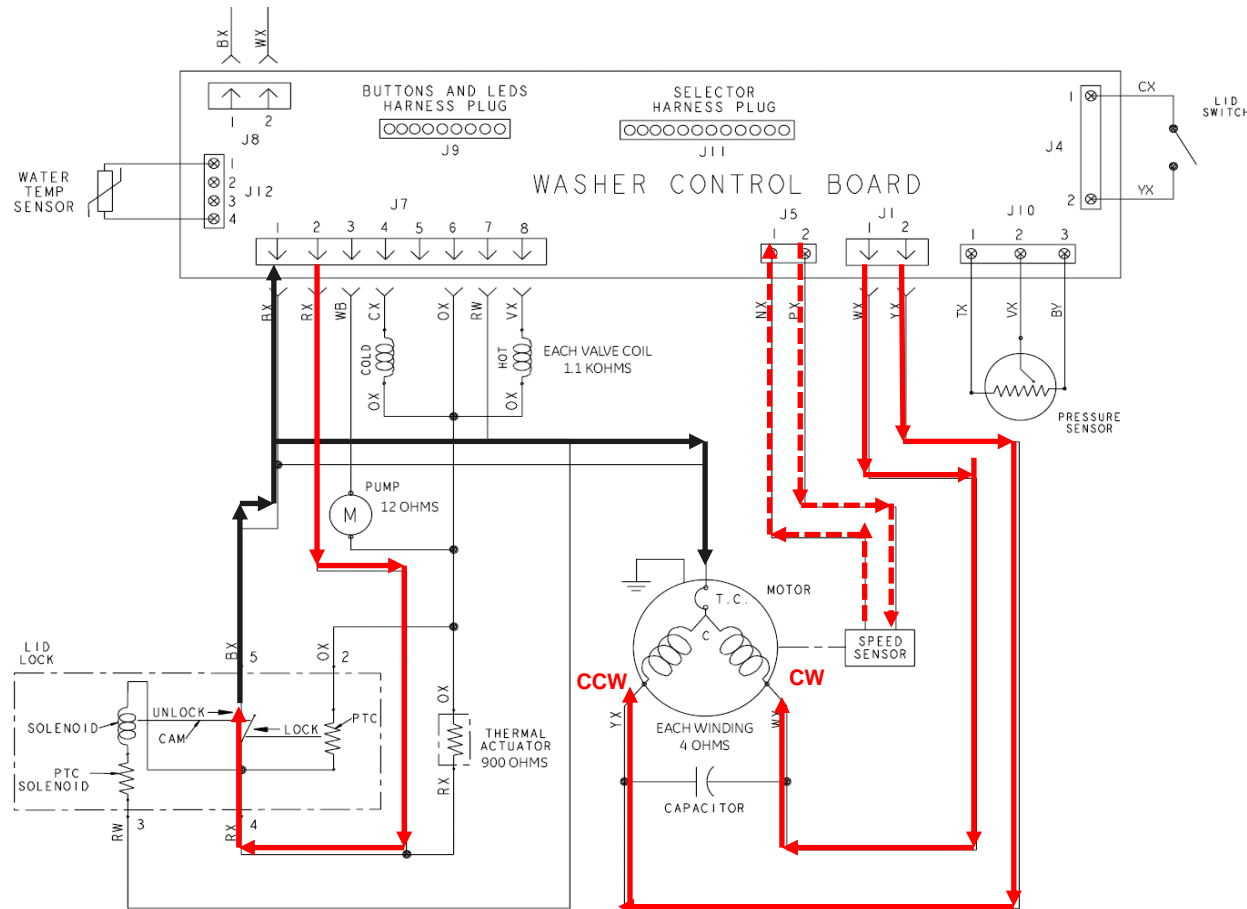 BX
WX
BUTTONS AND LEDS
HARNESS PLUG
SELECTOR
HARNESS PLUG
1
2
J8
J9
J11
1
CX
LID
SWITCH
J4
WATER
TEMP
SENSOR
1
2
3
4
J12
WASHER CONTROL BOARD
2
YX
J7
J5
J1
J10
1
2
3
4
5
6
7
8
1
2
1
2
1
2
3
BX
RX
WB
CX
OX
RW
VX
NX
PX
WX
YX
TX
VX
BY
COLD
HOT
EACH VALVE COIL
1.1 KOHMS
OX
OX
PRESSURE
SENSOR
PUMP
12 OHMS
M
T.C.
MOTOR
C
SPEED
SENSOR
LID
LOCK
BX
5
OX
2
OX
CCW
CW
UNLOCK
SOLENOID
CAM
LOCK
PTC
YX
WX
EACH WINDING
4 OHMS
THERMAL
ACTUATOR
900 OHMS
PTC
SOLENOID
RX
CAPACITOR
RW
3
RX
4